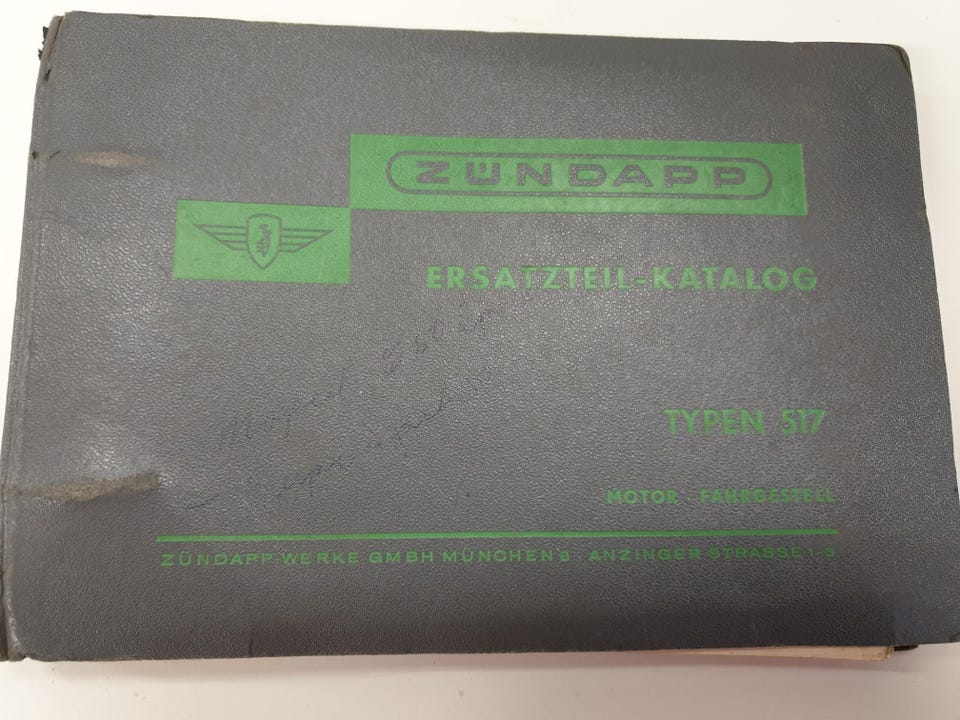 ZÜNDAPP
ERSATZTEIL-KATALOG
TYPEN 517
MOTOR - FAHRGESTELL
ZÜNDAPP-WERKE GMBH MÜNCHEN 8 · ANZINGER STRASSE 1-3